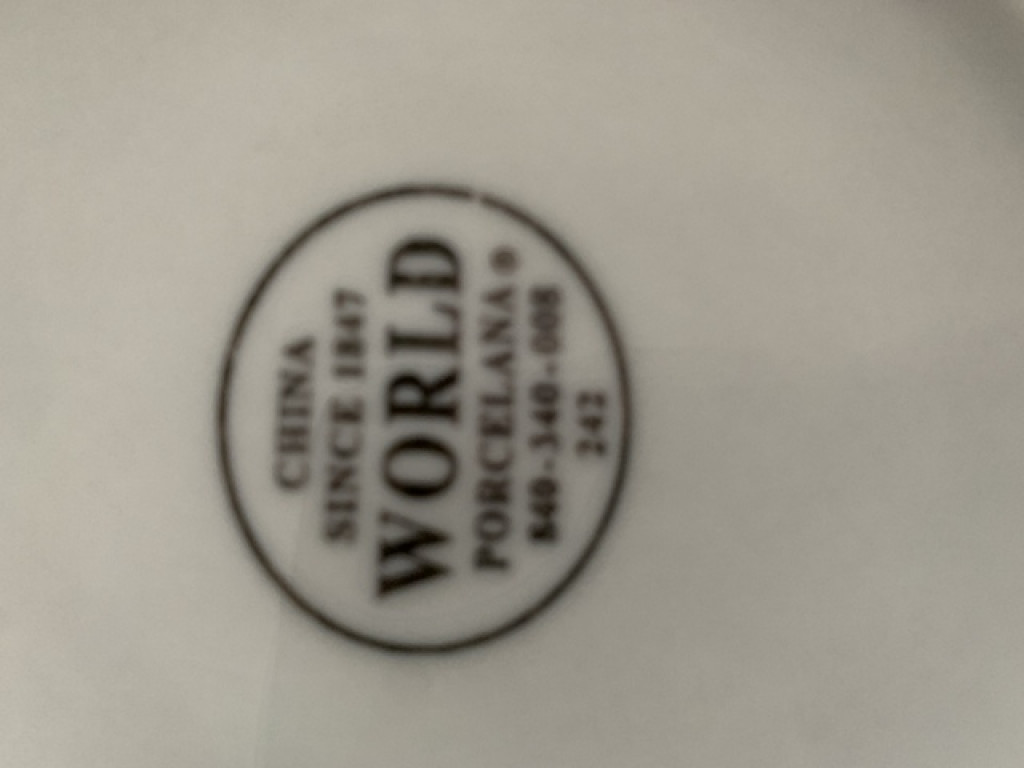 CHINA
SINCE 1847
WORLD
PORCELANA ®
840-340-008
242